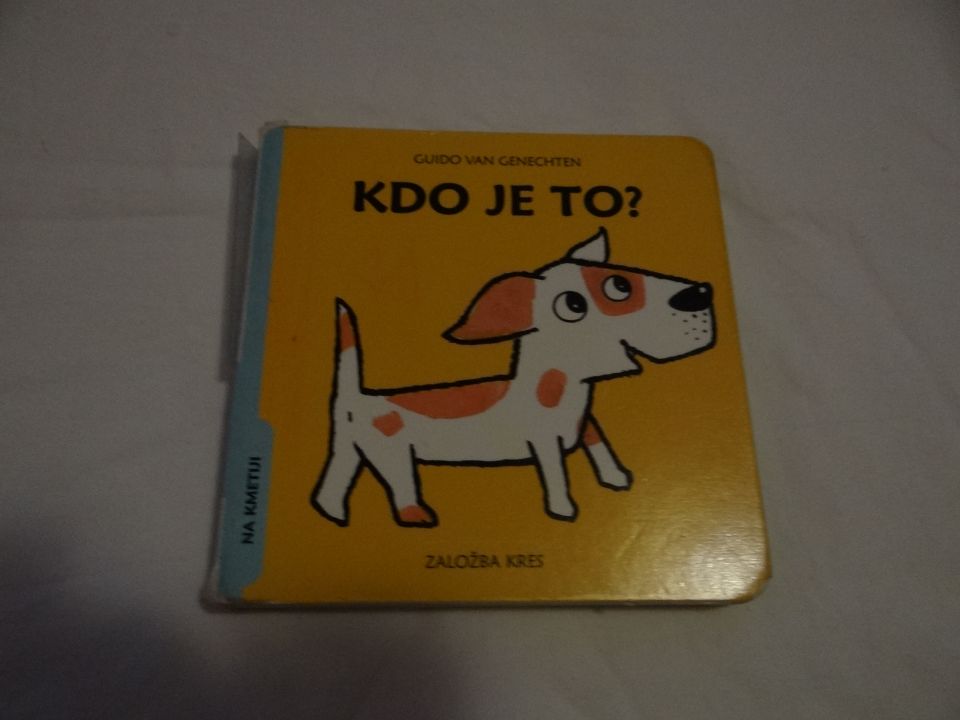 GUIDO VAN GENECHTEN
KDO JE TO?
NA KMETIJI
ZALOŽBA KRES